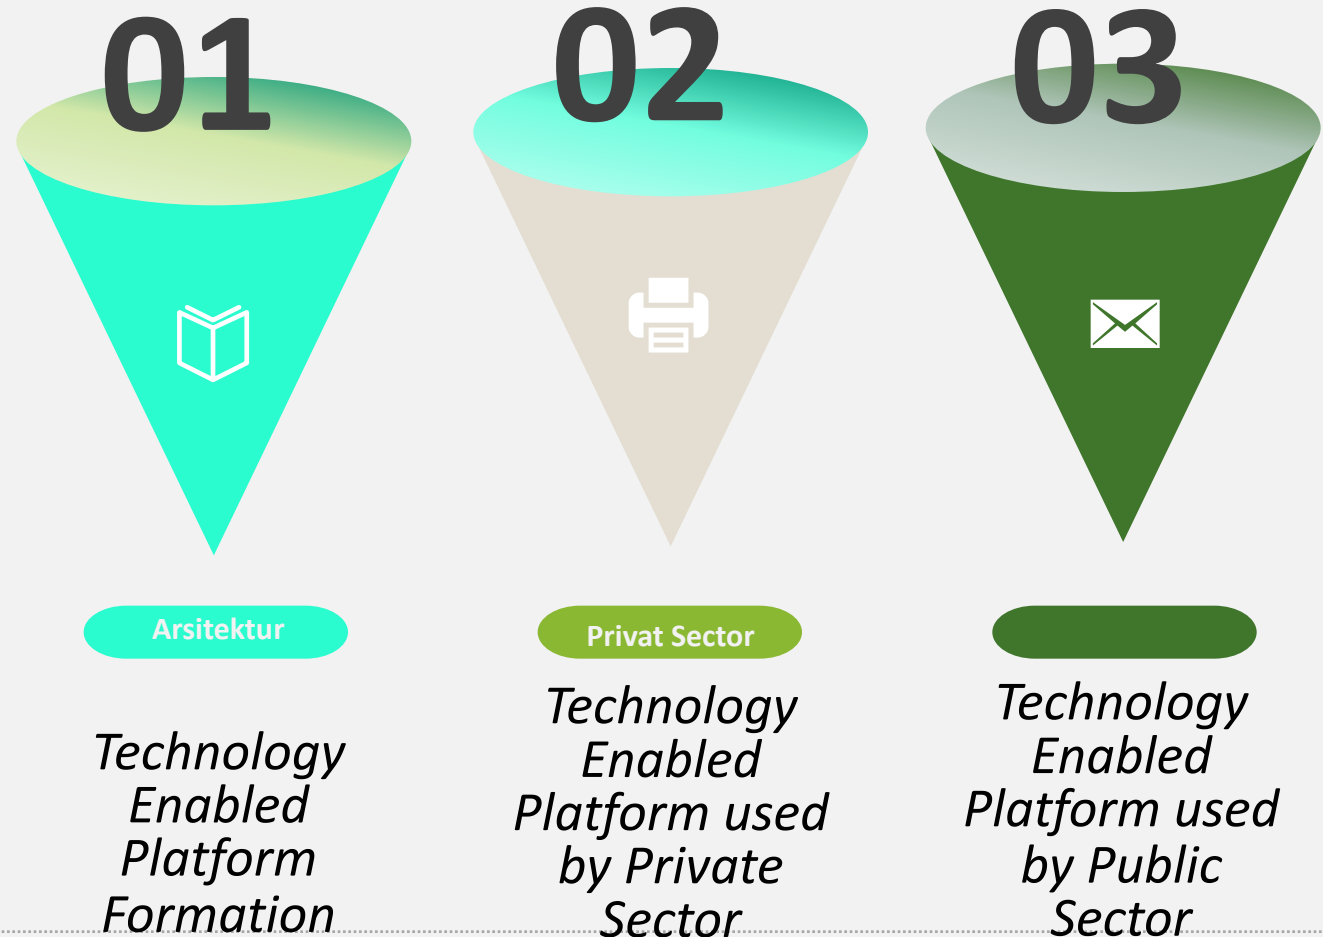 01
Arsitektur
Technology
Enabled
Platform
Formation
02
Privat Sector
Technology
Enabled
Platform used
by Private
Sector
03
Technology
Enabled
Platform used
by Public
Sector